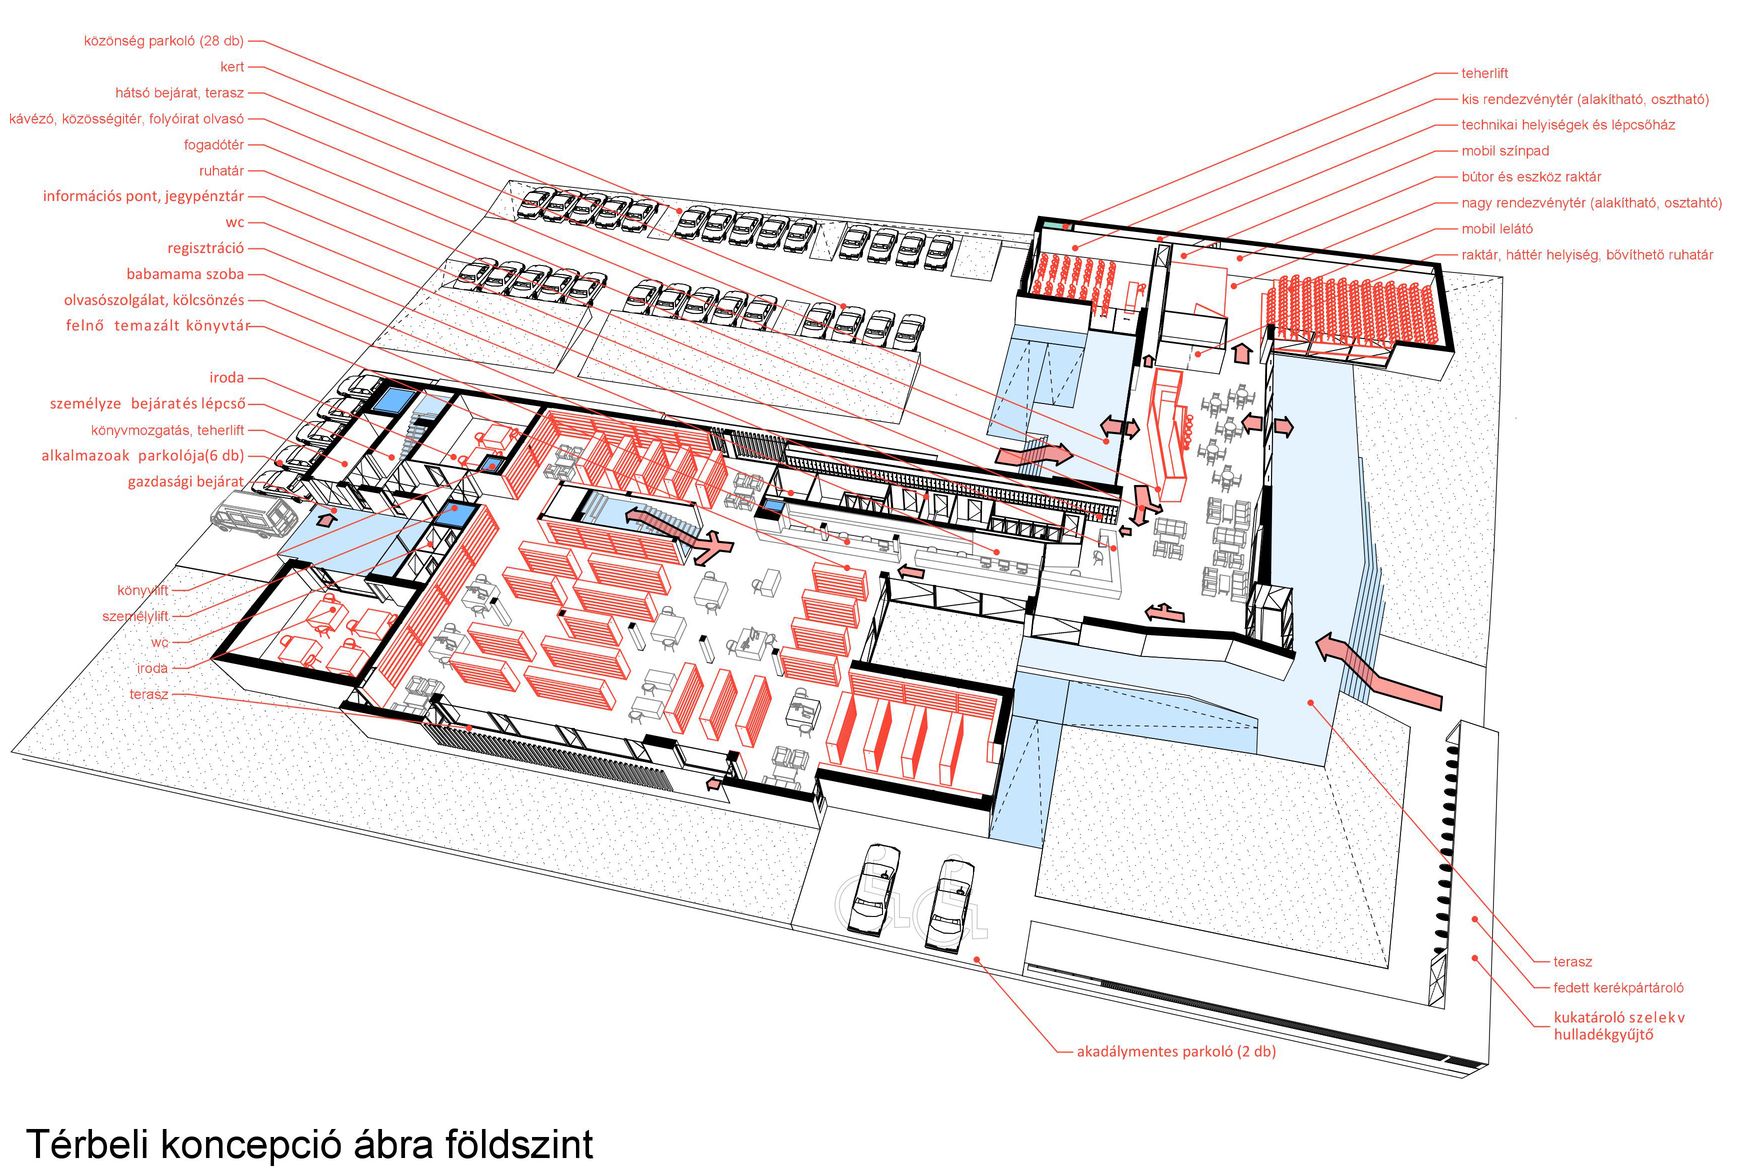 közönség parkoló (28 db)
kert
hátsó bejárat, terasz
kávézó, közösségitér, folyóirat olvasó
fogadótér
ruhatár
információs pont, jegypénztár
wc
regisztráció
babamama szoba
olvasószolgálat, kölcsönzés
felnő temazált könyvtár
iroda
személyze bejárat és lépcső
könyvmozgatás, teherlift
alkalmazoak parkolója(6 db)
gazdasági bejárat
könyvlift
személylift
wc
iroda
terasz
teherlift
kis rendezvénytér (alakítható, osztható)
technikai helyiségek és lépcsőház
mobil színpad
bútor és eszköz raktár
nagy rendezvénytér (alakítható, osztahtó)
mobil lelátó
raktár, háttér helyiség, bővíthető ruhatár
terasz
fedett kerékpártároló
kukatároló szelek v
hulladékgyűjtő
akadálymentes parkoló (2 db)
Térbeli koncepció ábra földszint